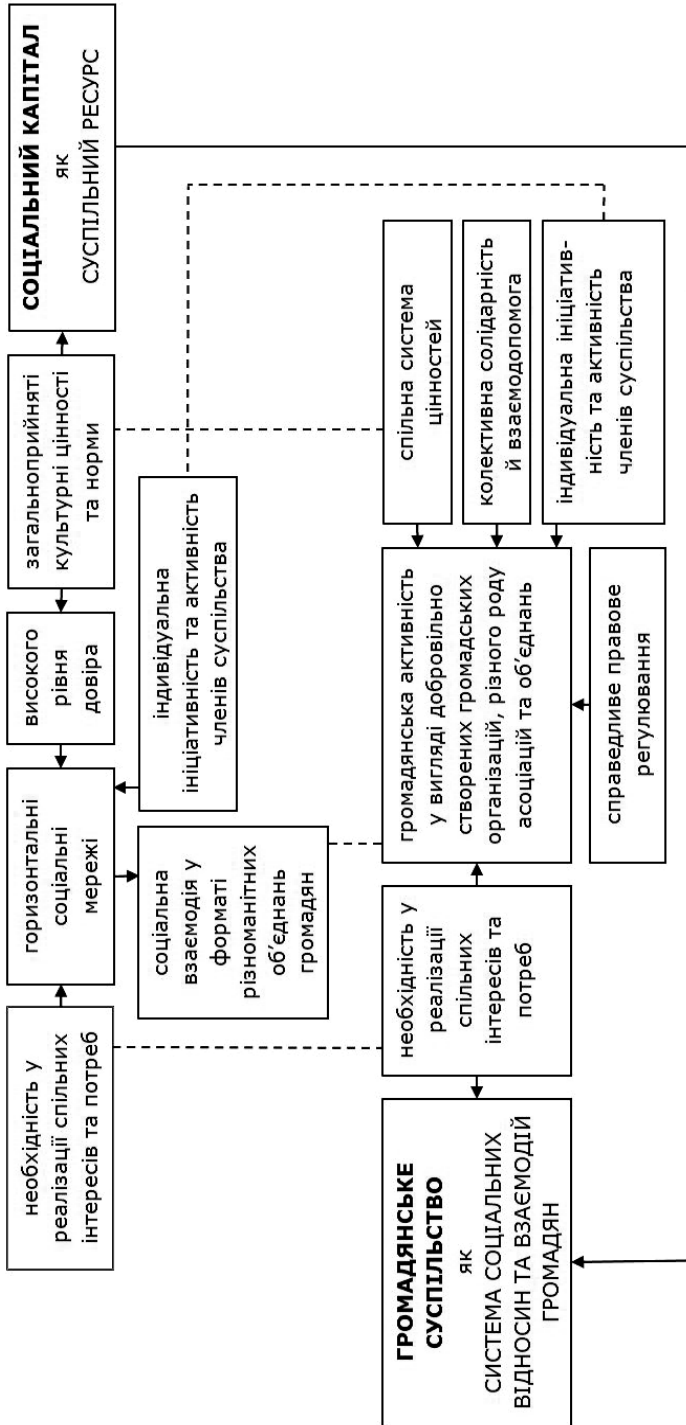 необхідність у
реалізації спільних
інтересів та потреб
горизонтальні
соціальні
мережі
високого
рівня
довіра
загальноприйняті
культурні цінності
та норми
СОЦІАЛЬНИЙ КАПІТАЛ
як
СУСПІЛЬНИЙ РЕСУРС
соціальна
взаємодія у
форматі
різноманітних
об’єднань
громадян
індивідуальна
ініціативність та активність
членів суспільства
ГРОМАДЯНСЬКЕ
СУСПІЛЬСТВО
як
СИСТЕМА СОЦІАЛЬНИХ
ВІДНОСИН ТА ВЗАЄМОДІЙ
ГРОМАДЯН
необхідність у
реалізації
спільних
інтересів та
потреб
громадянська активність
у вигляді добровільно
створених громадських
організацій, різного роду
асоціацій та об’єднань
спільна система
цінностей
колективна солідарність
й взаємодопомога
індивідуальна ініціатив-
ність та активність
членів суспільства
справедливе правове
регулювання